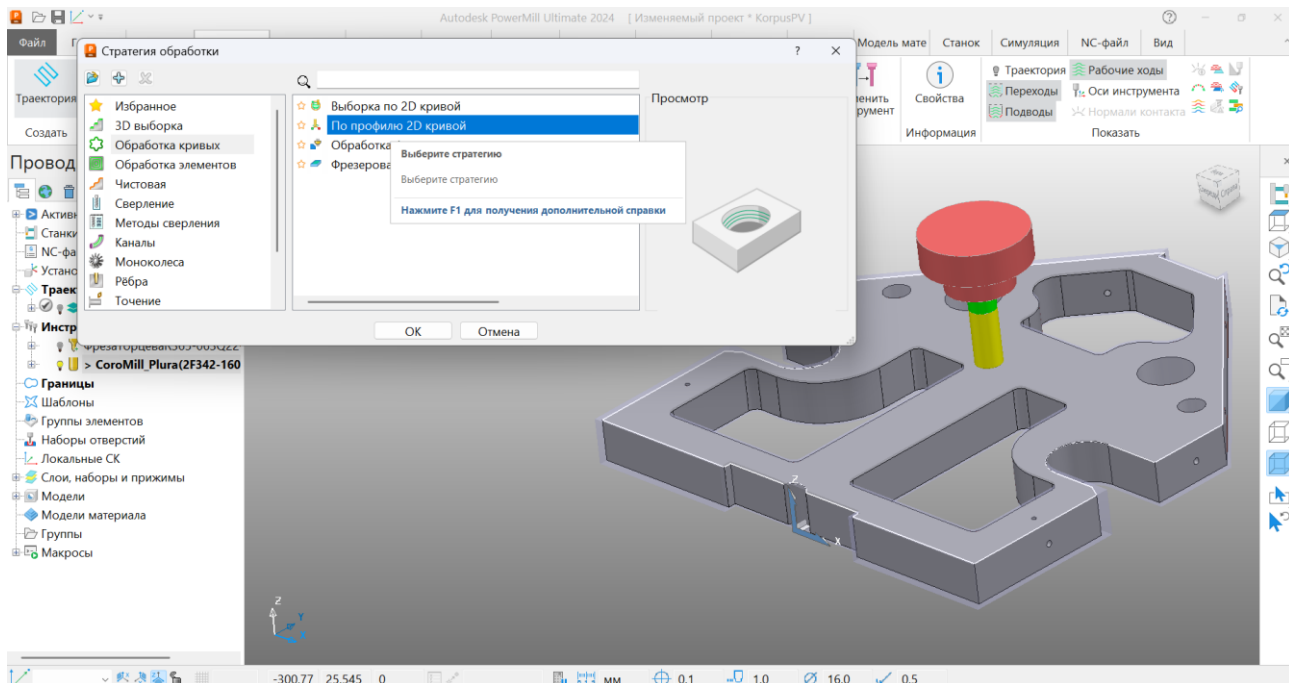 Autodesk PowerMill Ultimate 2024 [ Изменяемый проект * KorpusPV ]
Файл
Модель мате Станок Симуляция NC-файл Вид
Стратегия обработки
Избранное
3D выборка
Обработка кривых
Обработка элементов
Чистовая
Сверление
Методы сверления
Каналы
Моноколеса
Рёбра
Точение
Выборка по 2D кривой
По профилю 2D кривой
Обработка
Фрезерова
Выберите стратегию
Выберите стратегию
Нажмите F1 для получения дополнительной справки
Просмотр
ОК Отмена
Траектория
Создать
Свойства
Информация
Траектория Рабочие ходы
Переходы Оси инструмента
Подводы Нормали контакта
Показать
Провод
Актив
Станки
NC-фа
Устано
Траек
Инстр
> CoroMill_Plura(2F342-160
Границы
Шаблоны
Группы элементов
Наборы отверстий
Локальные СК
Слои, наборы и прижимы
Модели
Модели материала
Группы
Макросы
Z
X
Z
Y
X
-300.77 25.545 0 мм 0.1 1.0 16.0 0.5